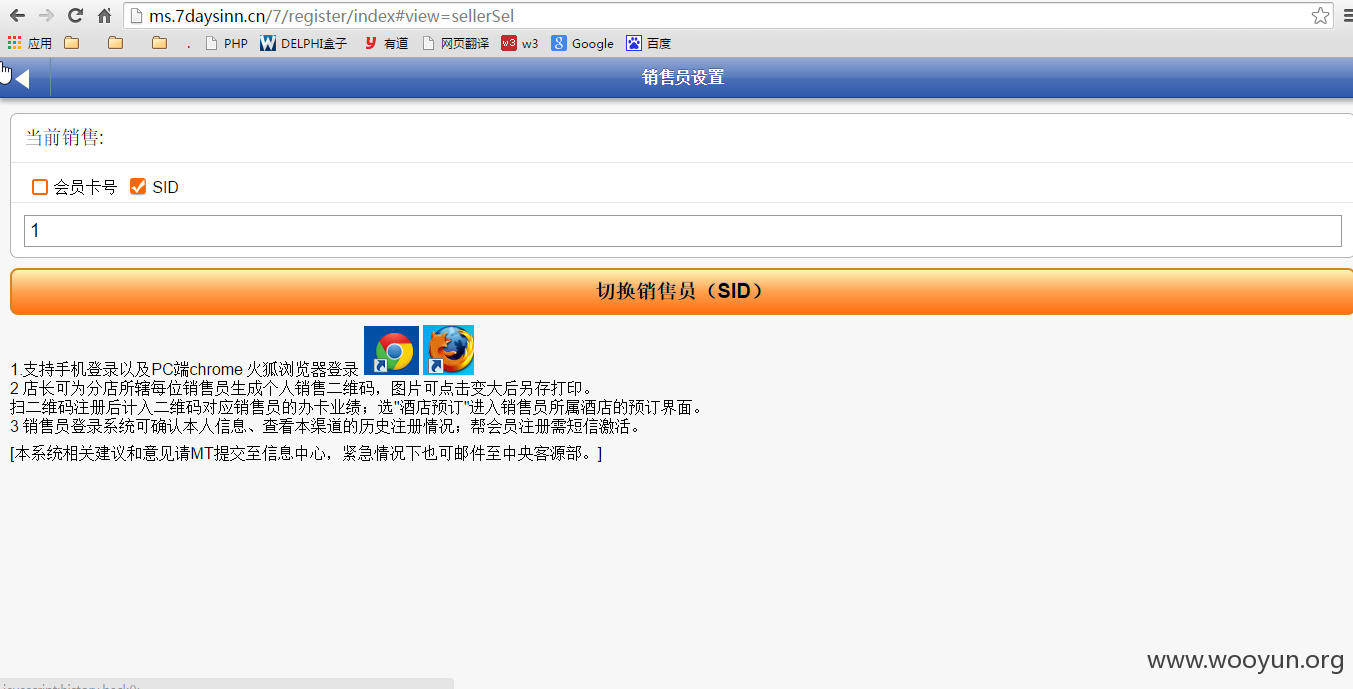 ms.7daysinn.cn/7/register/index#view=sellerSel
应用 . PHP W DELPHI盒子 有道 网页翻译 w3 w3 8 Google 百度
销售员设置
当前销售:
会员卡号 SID
1
切换销售员（SID）
1.支持手机登录以及PC端chrome 火狐浏览器登录
2 店长可为分店所辖每位销售员生成个人销售二维码，图片可点击变大后另存打印。
扫二维码注册后计入二维码对应销售员的办卡业绩；选"酒店预订"进入销售员所属酒店的预订界面。
3 销售员登录系统可确认本人信息、查看本渠道的历史注册情况；帮会员注册需短信激活。
[本系统相关建议和意见请MT提交至信息中心，紧急情况下也可邮件至中央客源部。]
www.wooyun.org